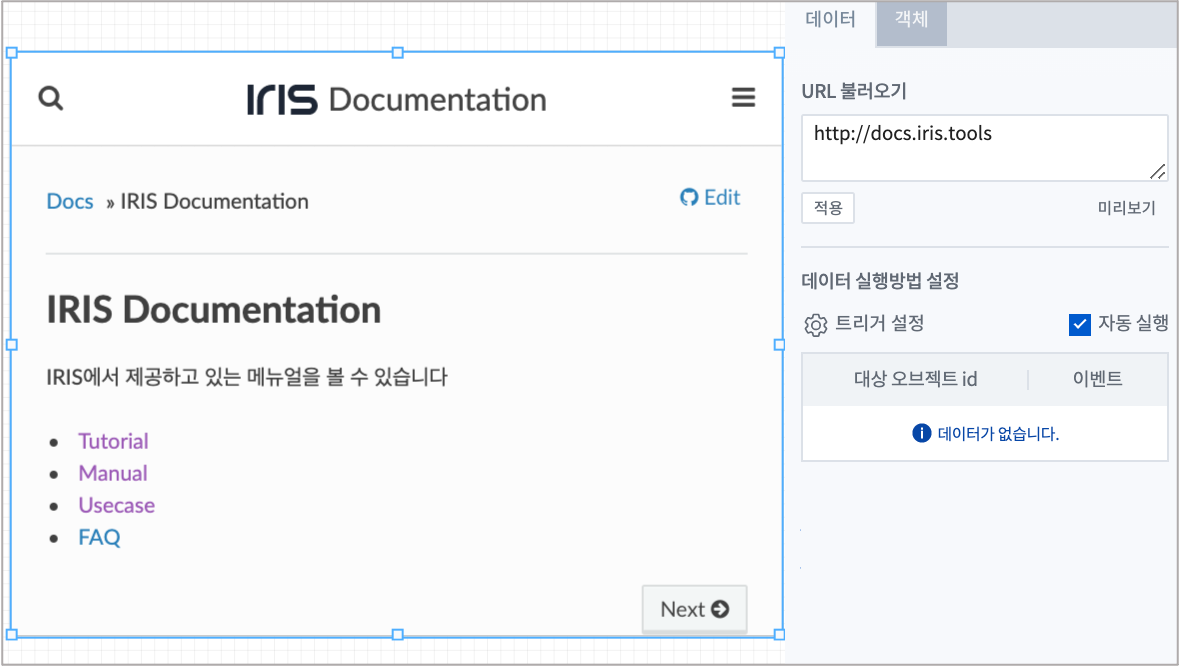 IRIS Documentation
Docs » IRIS Documentation
Edit
IRIS Documentation
IRIS에서 제공하고 있는 메뉴얼을 볼 수 있습니다
• Tutorial
• Manual
• Usecase
• FAQ
Next
데이터 객체
URL 불러오기
http://docs.iris.tools
적용 미리보기
데이터 실행방법 설정
트리거 설정 자동 실행
대상 오브젝트 id 이벤트
데이터가 없습니다.